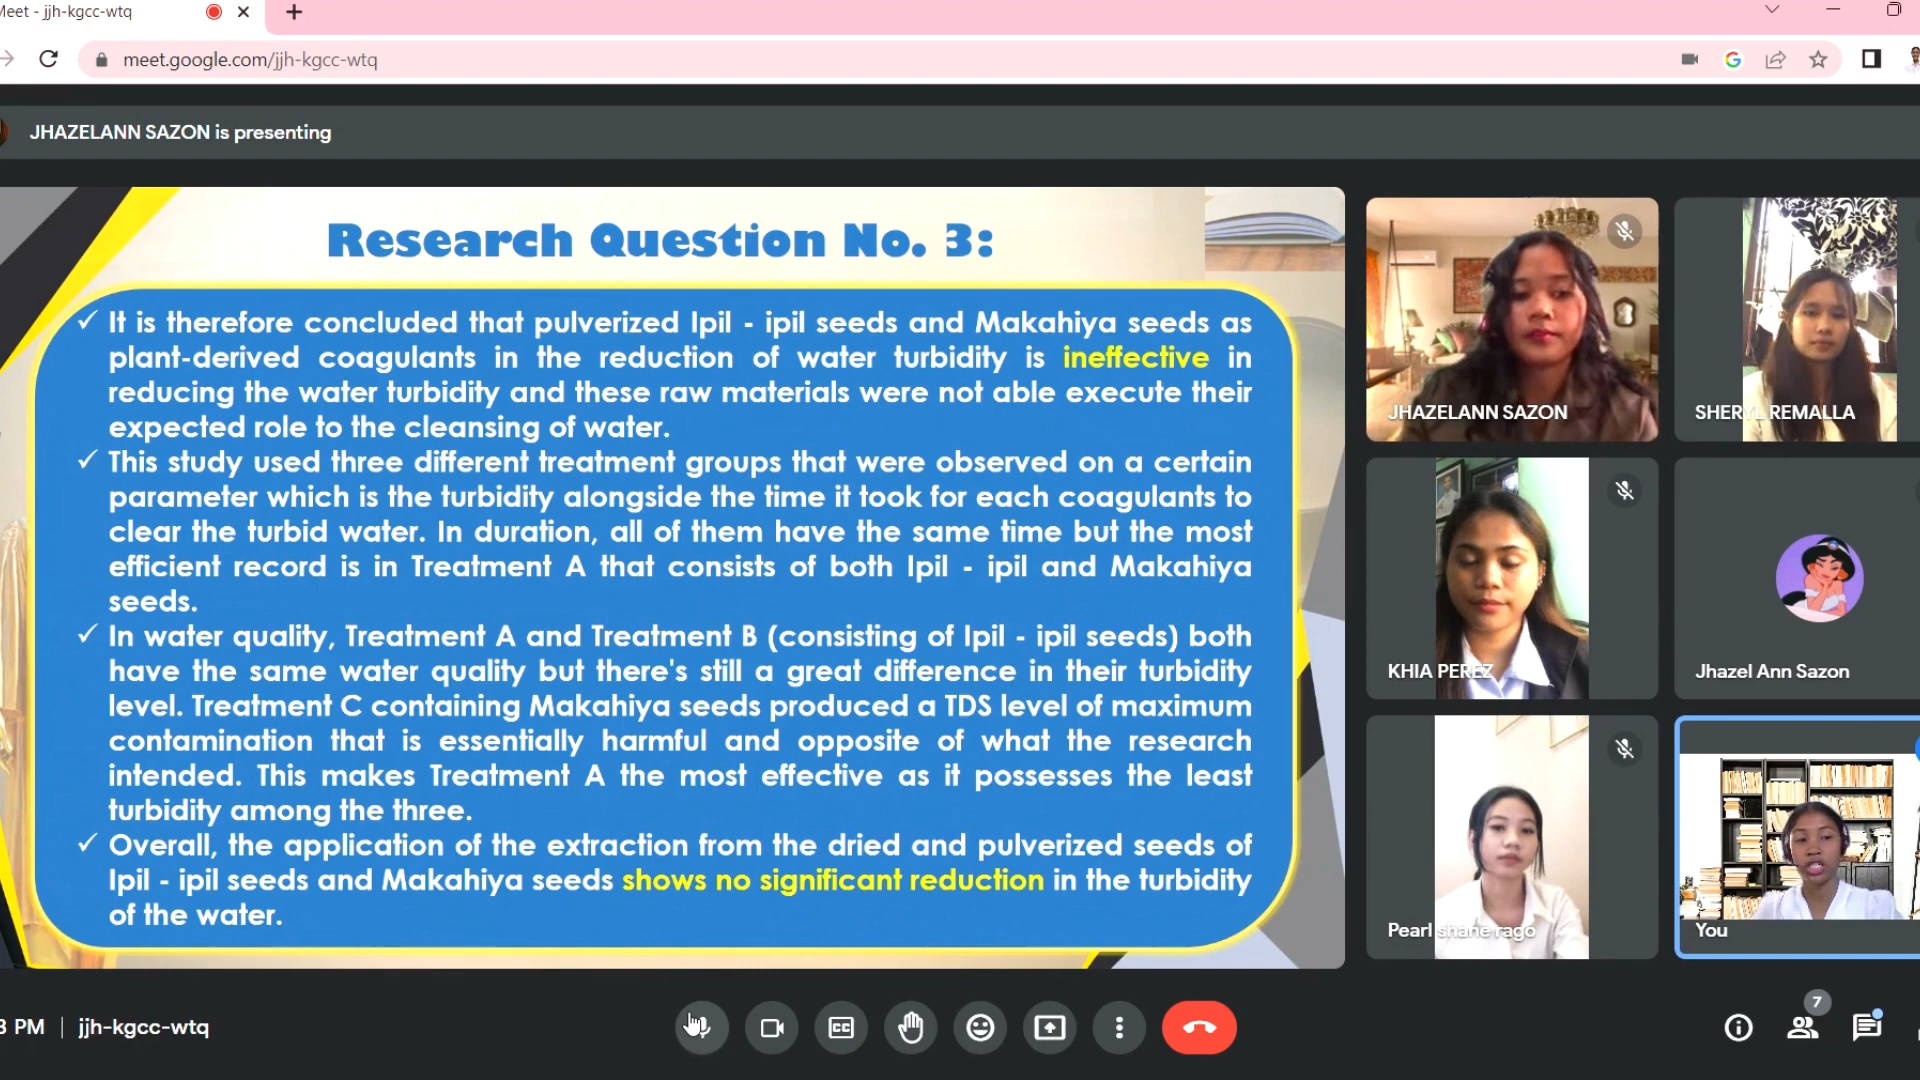 Meet - jjh-kgcc-wtq
meet.google.com/jjh-kgcc-wtq
JHAZELANN SAZON is presenting
Research Question No. 3:
✓ It is therefore concluded that pulverized Ipil - ipil seeds and Makahiya seeds as
plant-derived coagulants in the reduction of water turbidity is ineffective in
reducing the water turbidity and these raw materials were not able execute their
expected role to the cleansing of water.
✓ This study used three different treatment groups that were observed on a certain
parameter which is the turbidity alongside the time it took for each coagulants to
clear the turbid water. In duration, all of them have the same time but the most
efficient record is in Treatment A that consists of both Ipil - ipil and Makahiya
seeds.
✓ In water quality, Treatment A and Treatment B (consisting of Ipil - ipil seeds) both
have the same water quality but there's still a great difference in their turbidity
level. Treatment C containing Makahiya seeds produced a TDS level of maximum
contamination that is essentially harmful and opposite of what the research
intended. This makes Treatment A the most effective as it possesses the least
turbidity among the three.
✓ Overall, the application of the extraction from the dried and pulverized seeds of
Ipil - ipil seeds and Makahiya seeds shows no significant reduction in the turbidity
of the water.
JHAZELANN SAZON
SHERYL REMALLA
KHIA PEREZ
Jhazel Ann Sazon
Pearl shane rago
You
3 PM | jjh-kgcc-wtq
CC
7